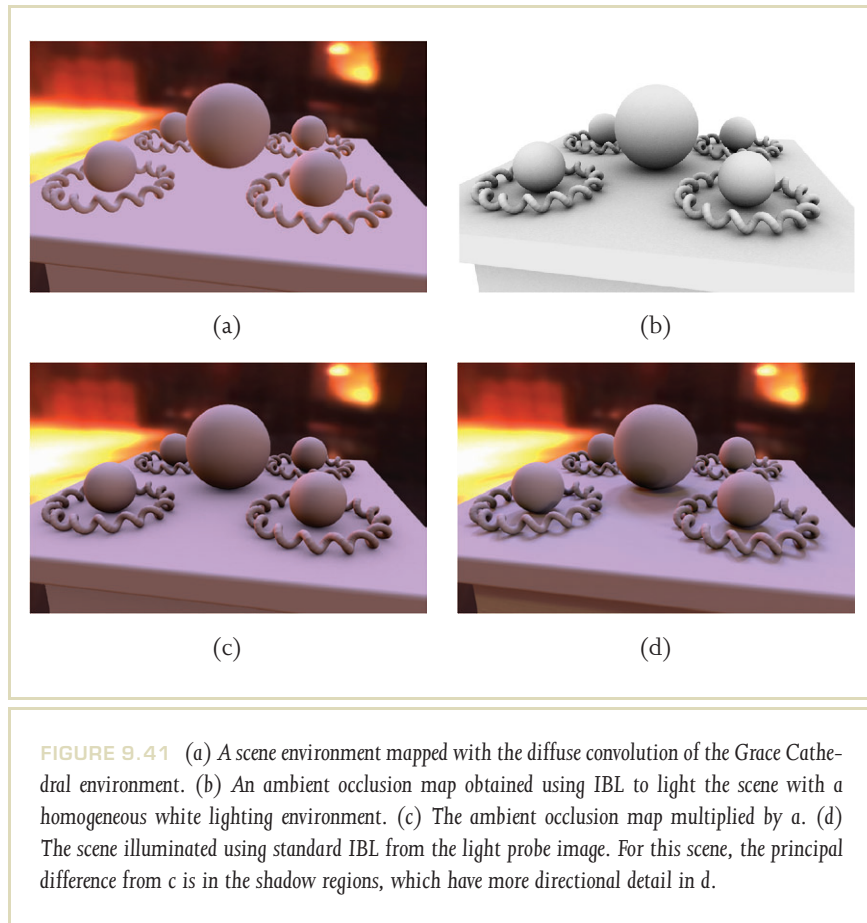 (a)
(b)
(c)
(d)
FIGURE 9.41 (a) A scene environment mapped with the diffuse convolution of the Grace Cathe-
dral environment. (b) An ambient occlusion map obtained using IBL to light the scene with a
homogeneous white lighting environment. (c) The ambient occlusion map multiplied by a. (d)
The scene illuminated using standard IBL from the light probe image. For this scene, the principal
difference from c is in the shadow regions, which have more directional detail in d.